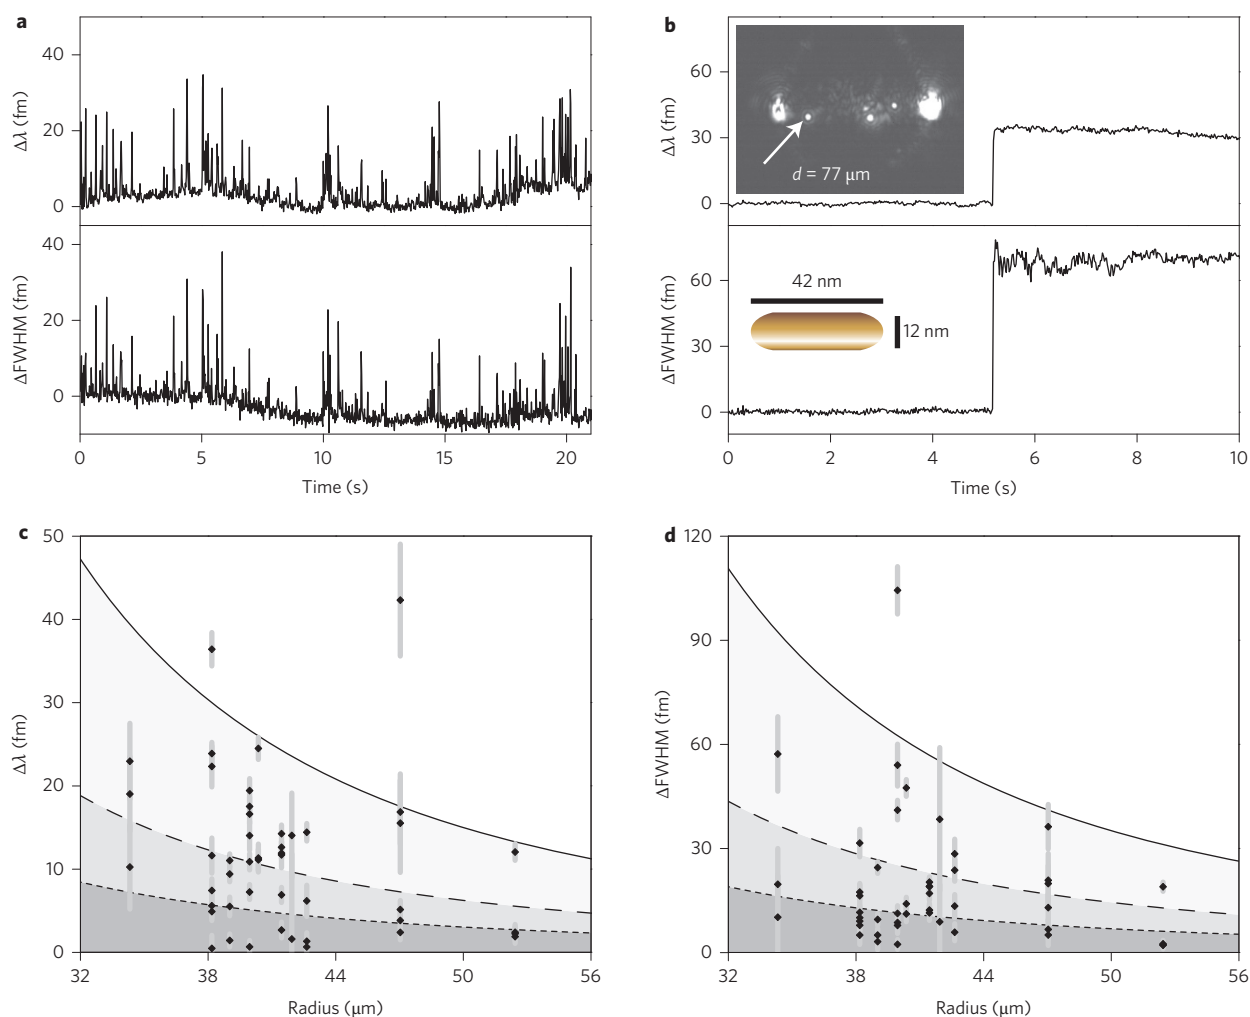 a
Δλ (fm)
40
20
0
ΔFWHM (fm)
40
20
0
0 5 10 15 20
Time (s)
b
Δλ (fm)
60
30
0
d = 77 μm
ΔFWHM (fm)
60
30
0
42 nm
12 nm
0 2 4 6 8 10
Time (s)
c
Δλ (fm)
50
40
30
20
10
0
32 38 44 50 56
Radius (μm)
d
ΔFWHM (fm)
120
90
60
30
0
32 38 44 50 56
Radius (μm)